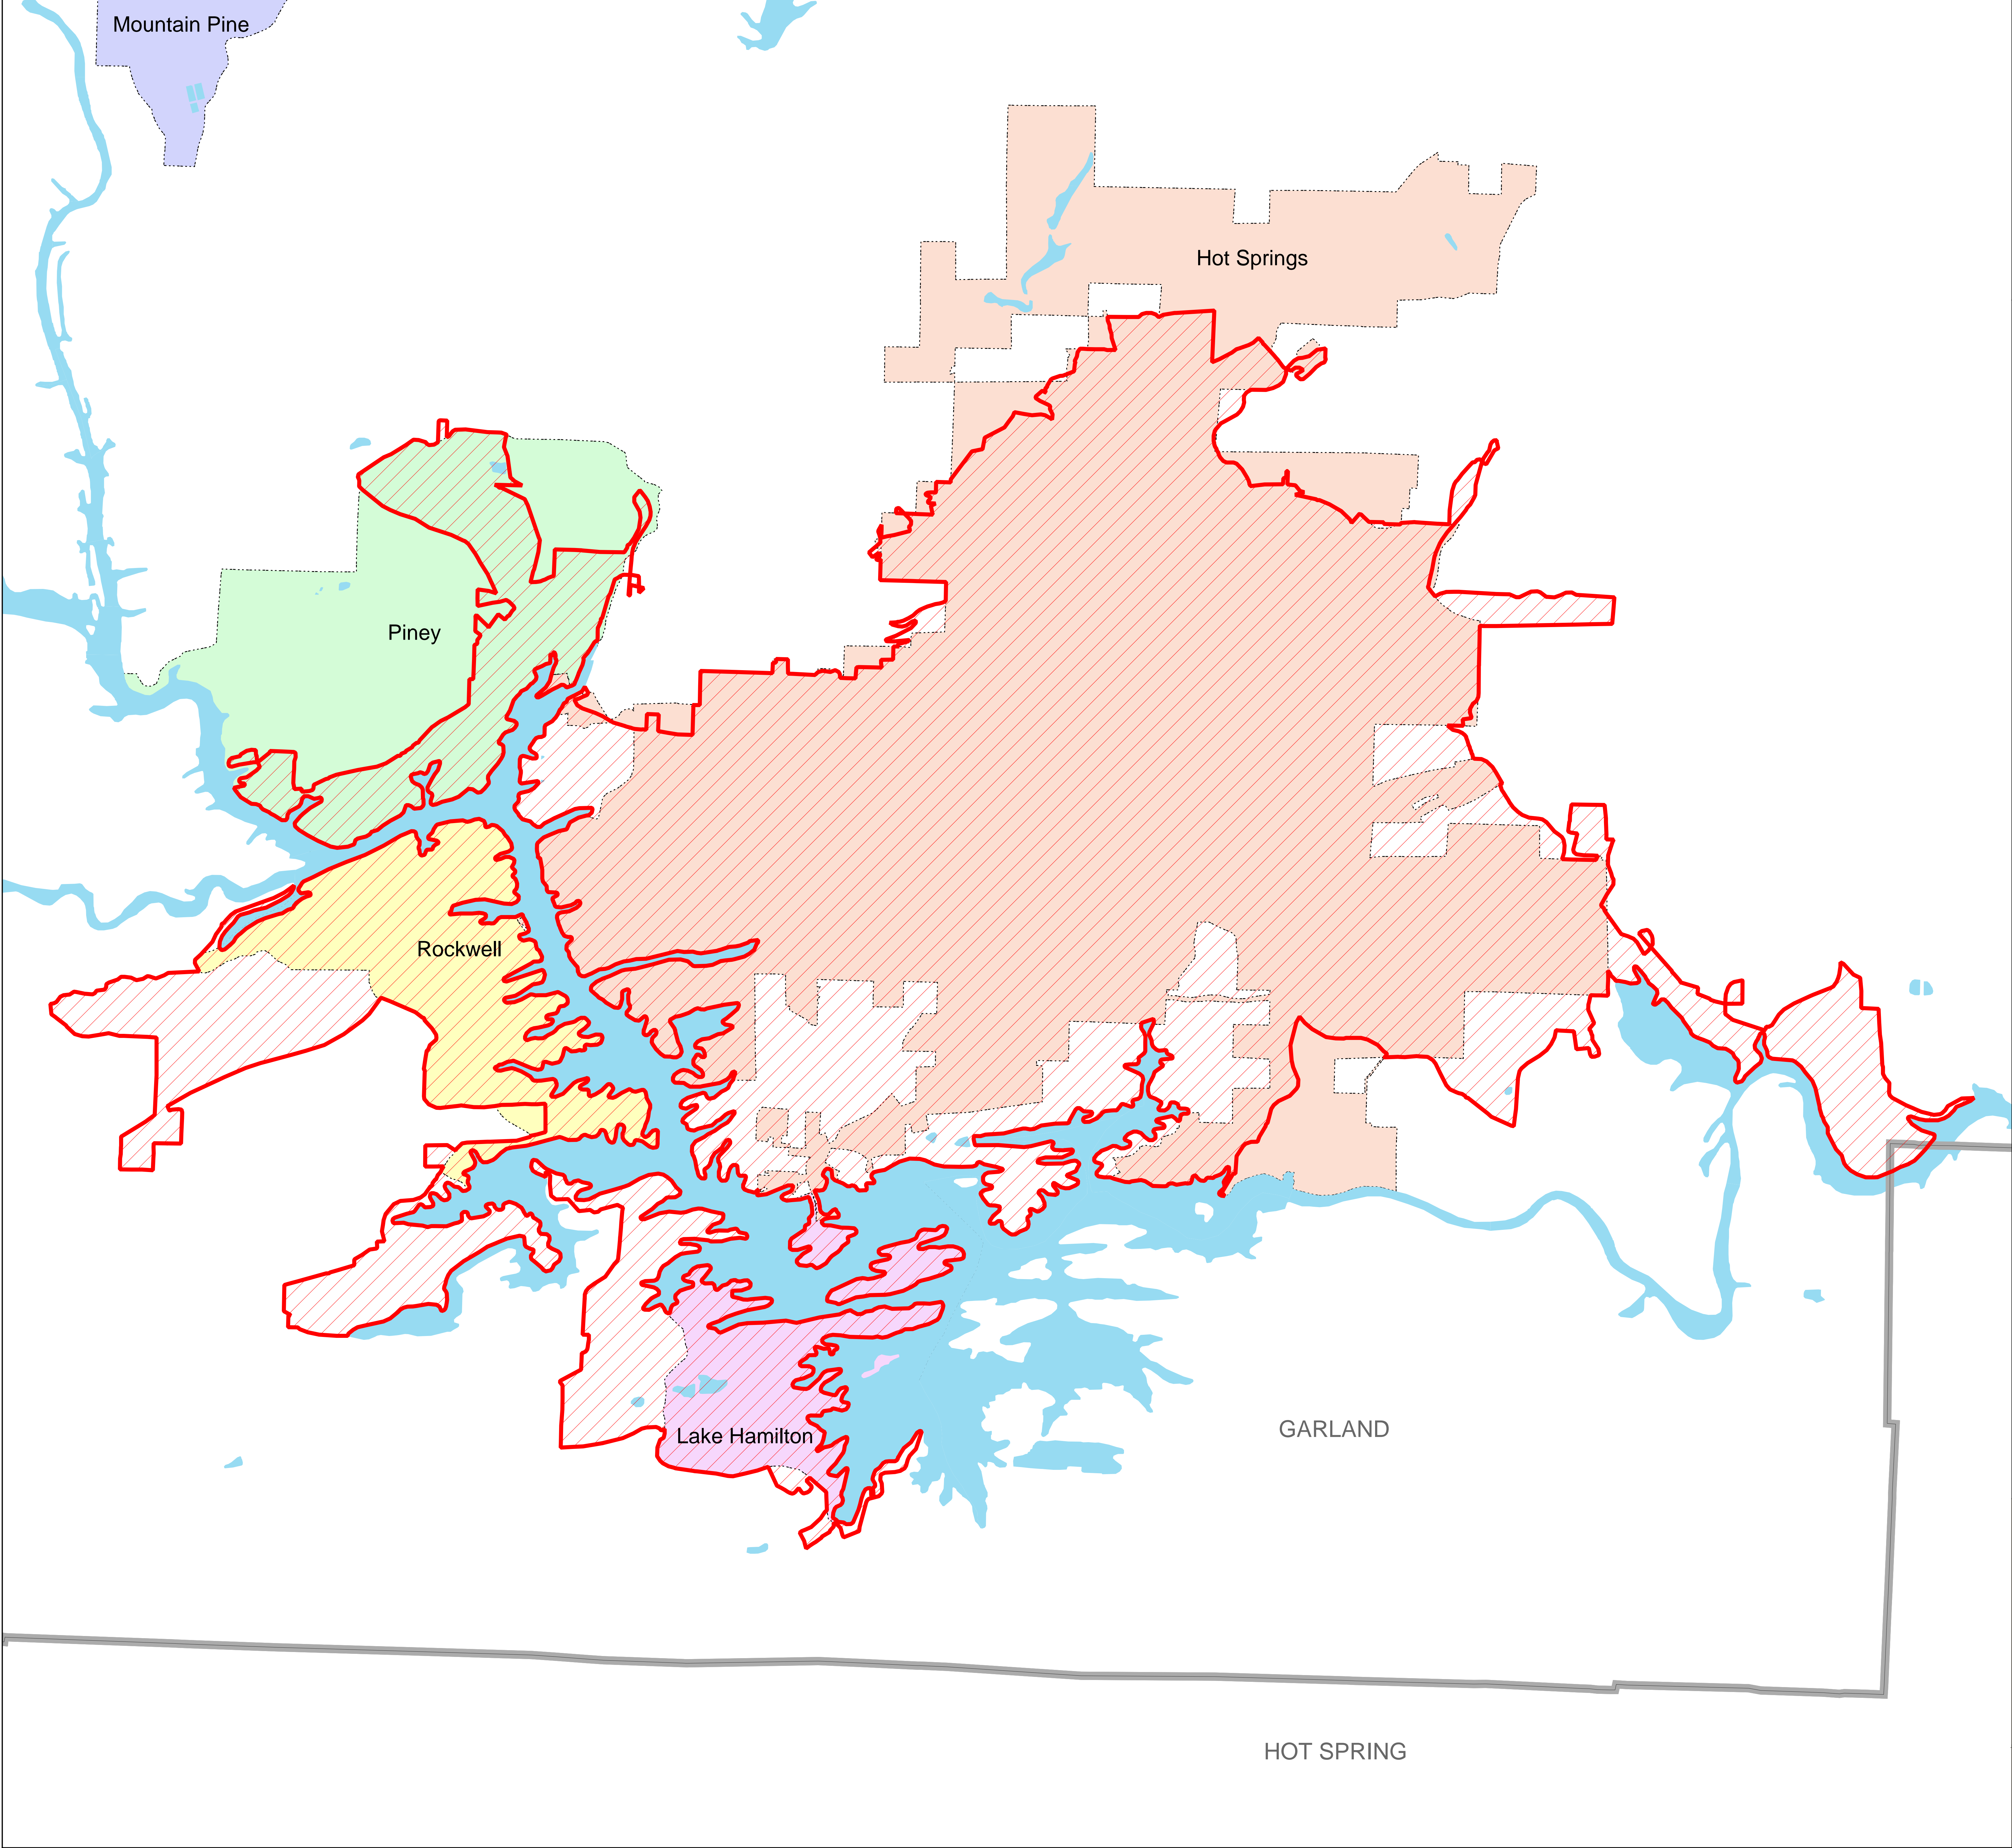 Mountain Pine
Hot Springs
Piney
Rockwell
GARLAND
Lake Hamilton
HOT SPRING